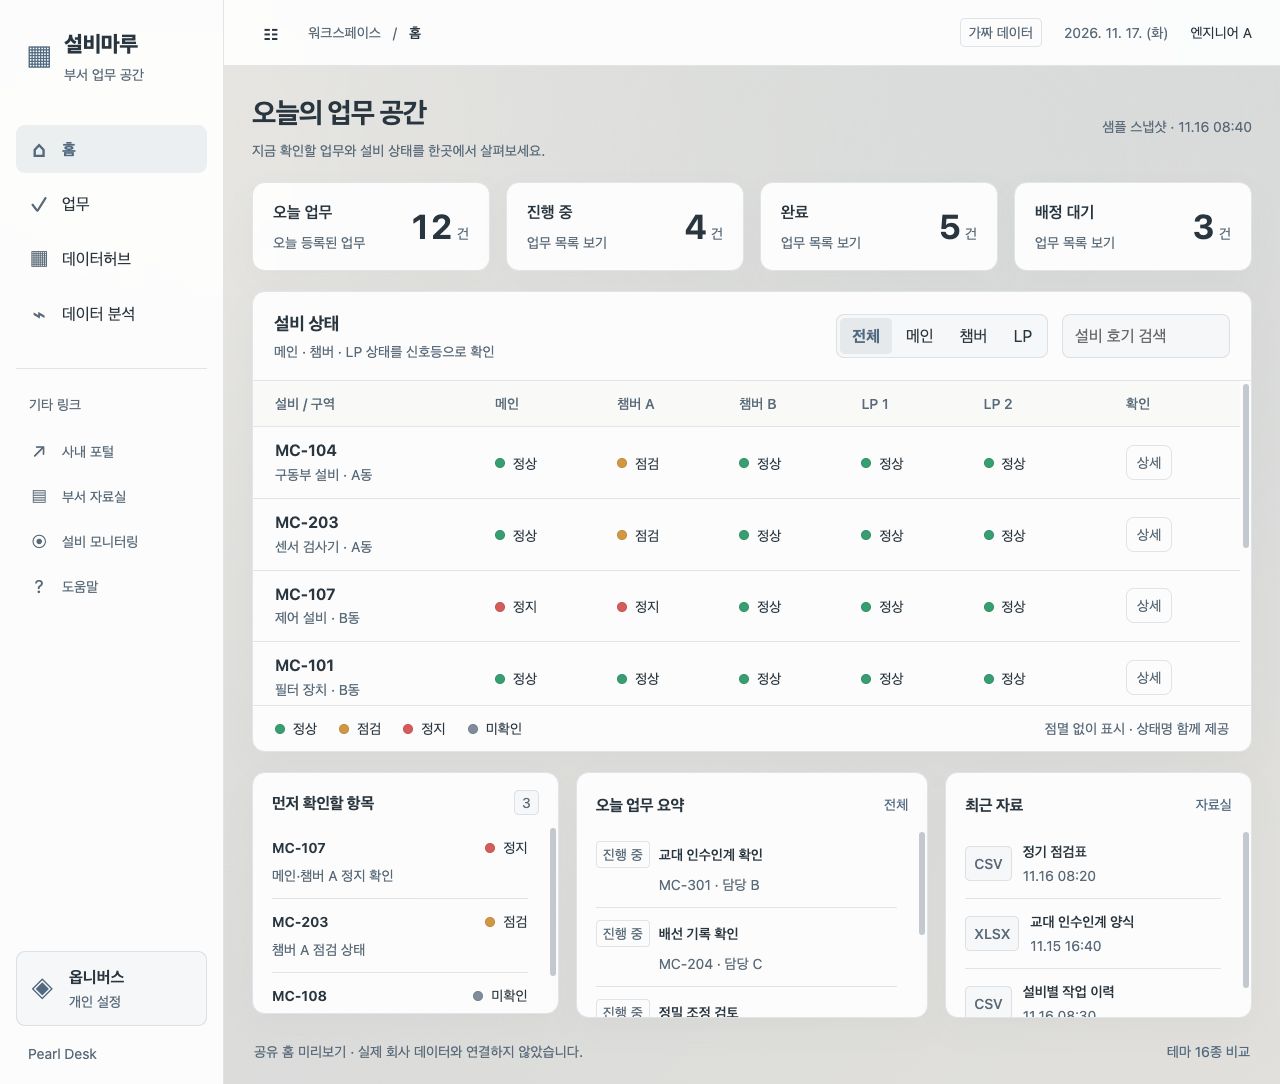 설비마루
부서 업무 공간
홈
업무
데이터허브
데이터 분석
기타 링크
사내 포털
부서 자료실
설비 모니터링
? 도움말
옵니버스
개인 설정
Pearl Desk
워크스페이스 / 홈
가짜 데이터
2026. 11. 17. (화)
엔지니어 A
오늘의 업무 공간
지금 확인할 업무와 설비 상태를 한곳에서 살펴보세요.
샘플 스냅샷 · 11.16 08:40
오늘 업무
오늘 등록된 업무
12 건
진행 중
업무 목록 보기
4 건
완료
업무 목록 보기
5 건
배정 대기
업무 목록 보기
3 건
설비 상태
메인 · 챔버 · LP 상태를 신호등으로 확인
전체 메인 챔버 LP
설비 호기 검색
설비 / 구역 메인 챔버 A 챔버 B LP 1 LP 2 확인
MC-104
구동부 설비 · A동
정상 점검 정상 정상 정상 상세
MC-203
센서 검사기 · A동
정상 점검 정상 정상 정상 상세
MC-107
제어 설비 · B동
정지 정지 정상 정상 정상 상세
MC-101
필터 장치 · B동
정상 정상 정상 정상 정상 상세
정상 점검 정지 미확인
점멸 없이 표시 · 상태명 함께 제공
먼저 확인할 항목 3
MC-107 정지
메인·챔버 A 정지 확인
MC-203 점검
챔버 A 점검 상태
MC-108 미확인
오늘 업무 요약 전체
진행 중 교대 인수인계 확인
MC-301 · 담당 B
진행 중 배선 기록 확인
MC-204 · 담당 C
진행 중 정밀 조정 검토
최근 자료 자료실
CSV 정기 점검표
11.16 08:20
XLSX 교대 인수인계 양식
11.15 16:40
CSV 설비별 작업 이력
11.16 08:30
공유 홈 미리보기 · 실제 회사 데이터와 연결하지 않았습니다.
테마 16종 비교